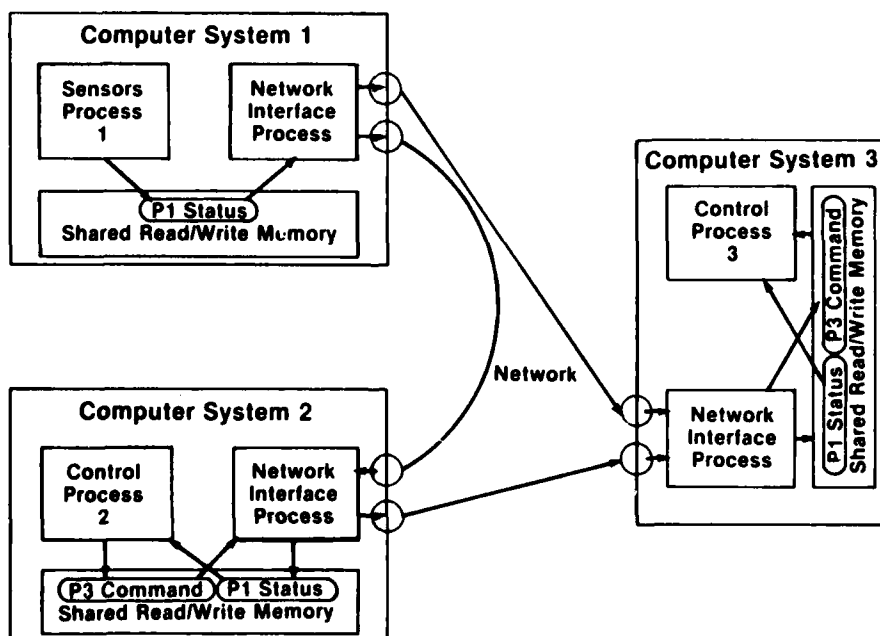 Computer System 1
Sensors
Process
1
Network
Interface
Process
P1 Status
Shared Read/Write Memory
Network
Computer System 2
Control
Process
2
Network
Interface
Process
P3 Command
P1 Status
Shared Read/Write Memory
Computer System 3
Control
Process
3
P3 Command
P1 Status
Shared Read/Write Memory
Network
Interface
Process